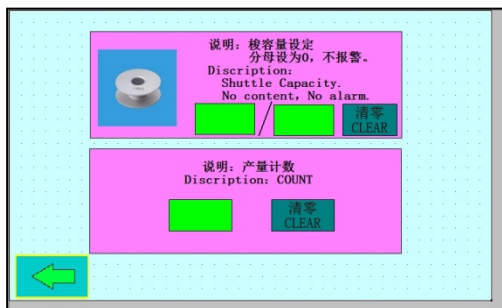 说明：梭容量设定
分母设为0，不报警。
Discription:
Shuttle Capacity.
No content, No alarm.
/
清零
CLEAR
说明：产量计数
Discription: COUNT
清零
CLEAR